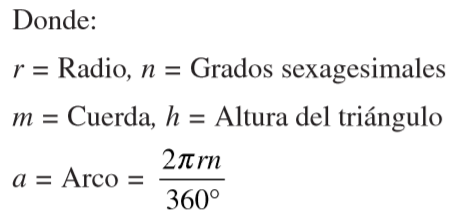 Donde:
r = Radio, n = Grados sexagesimales
m = Cuerda, h = Altura del triángulo
a = Arco = 2πrn / 360°